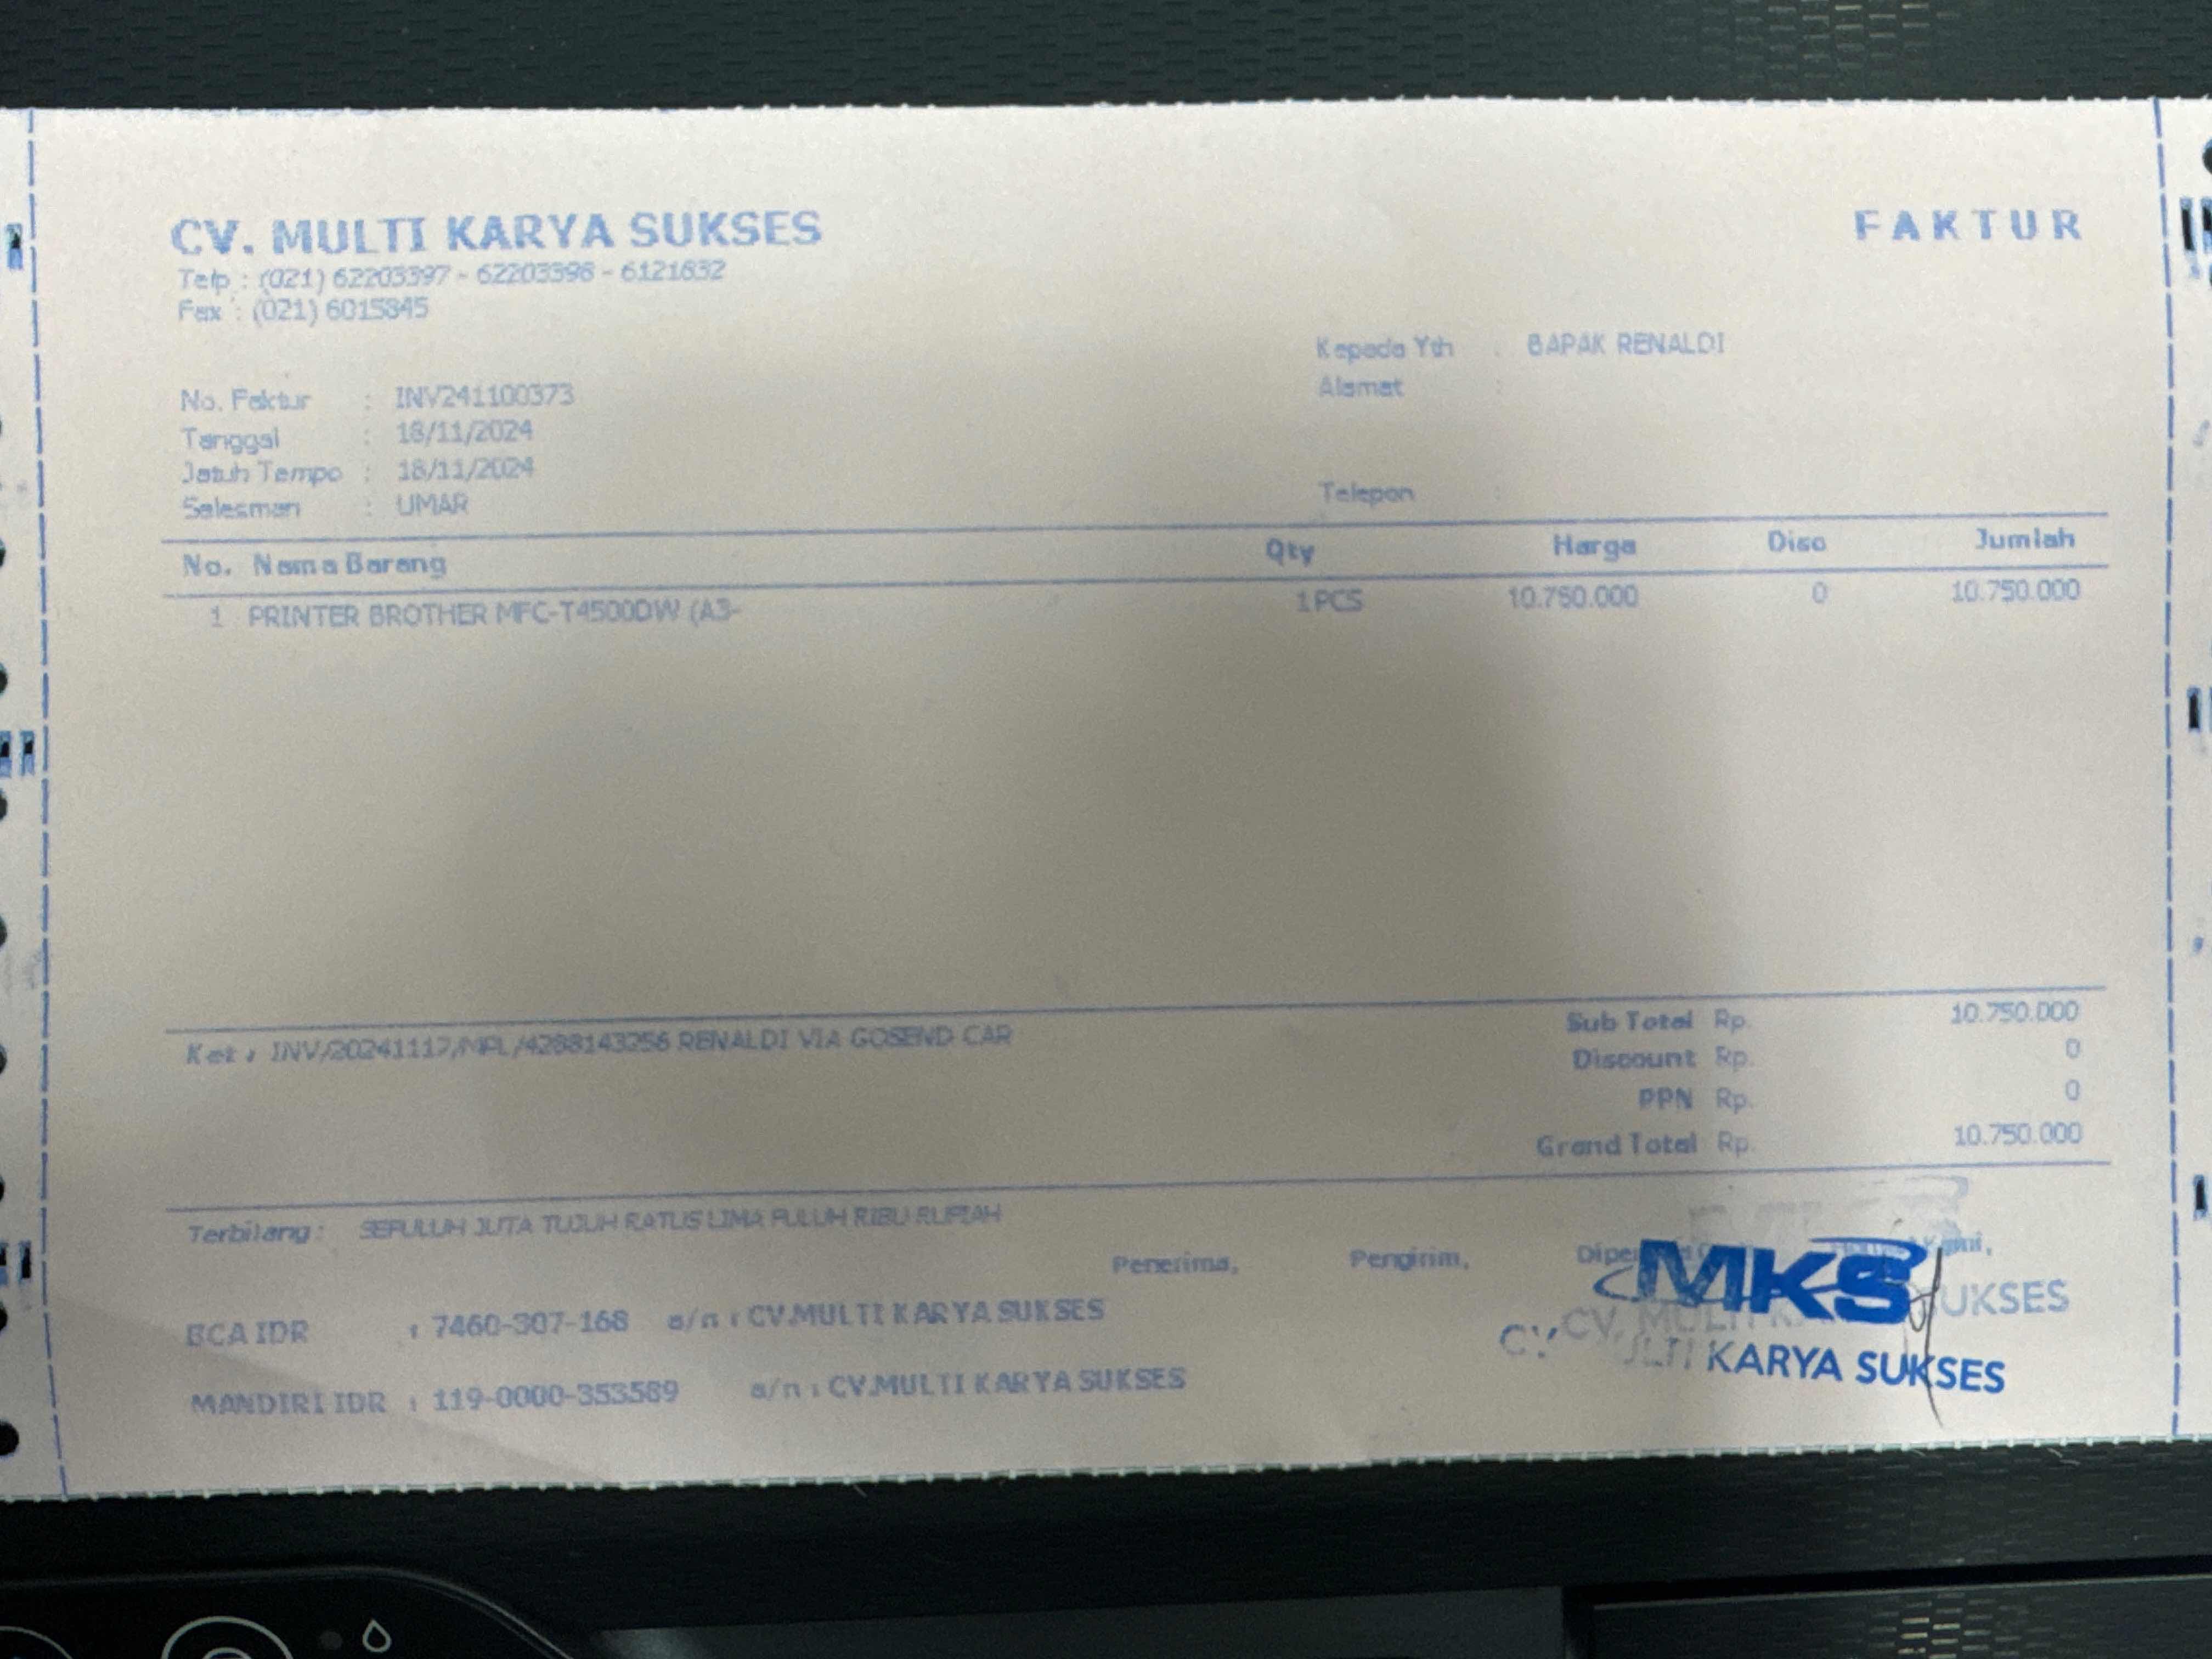 CV. MULTI KARYA SUKSES
FAKTUR
Telp : (021) 62203397 - 62203398 - 6121632
Fax : (021) 6015845
Kepada Yth : BAPAK RENALDI
Alamat :
No. Faktur : INV241100373
Tanggal : 18/11/2024
Jatuh Tempo : 18/11/2024
Salesman : UMAR
Telepon :
No. Nama Barang Qty Harga Disc Jumlah
1 PRINTER BROTHER MFC-T4500DW (A3- 1 PCS 10.750.000 0 10.750.000
Ket : INV/20241117/MPL/4288143256 RENALDI VIA GOSEND CAR
Sub Total Rp. 10.750.000
Discount Rp. 0
PPN Rp. 0
Grand Total Rp. 10.750.000
Terbilang : SEPULUH JUTA TUJUH RATUS LIMA PULUH RIBU RUPIAH
Penerima, Pengirim,
MKS
CV. MULTI KARYA SUKSES
BCA IDR : 7460-307-168 a/n : CV.MULTI KARYA SUKSES
MANDIRI IDR : 119-0000-353589 a/n : CV.MULTI KARYA SUKSES